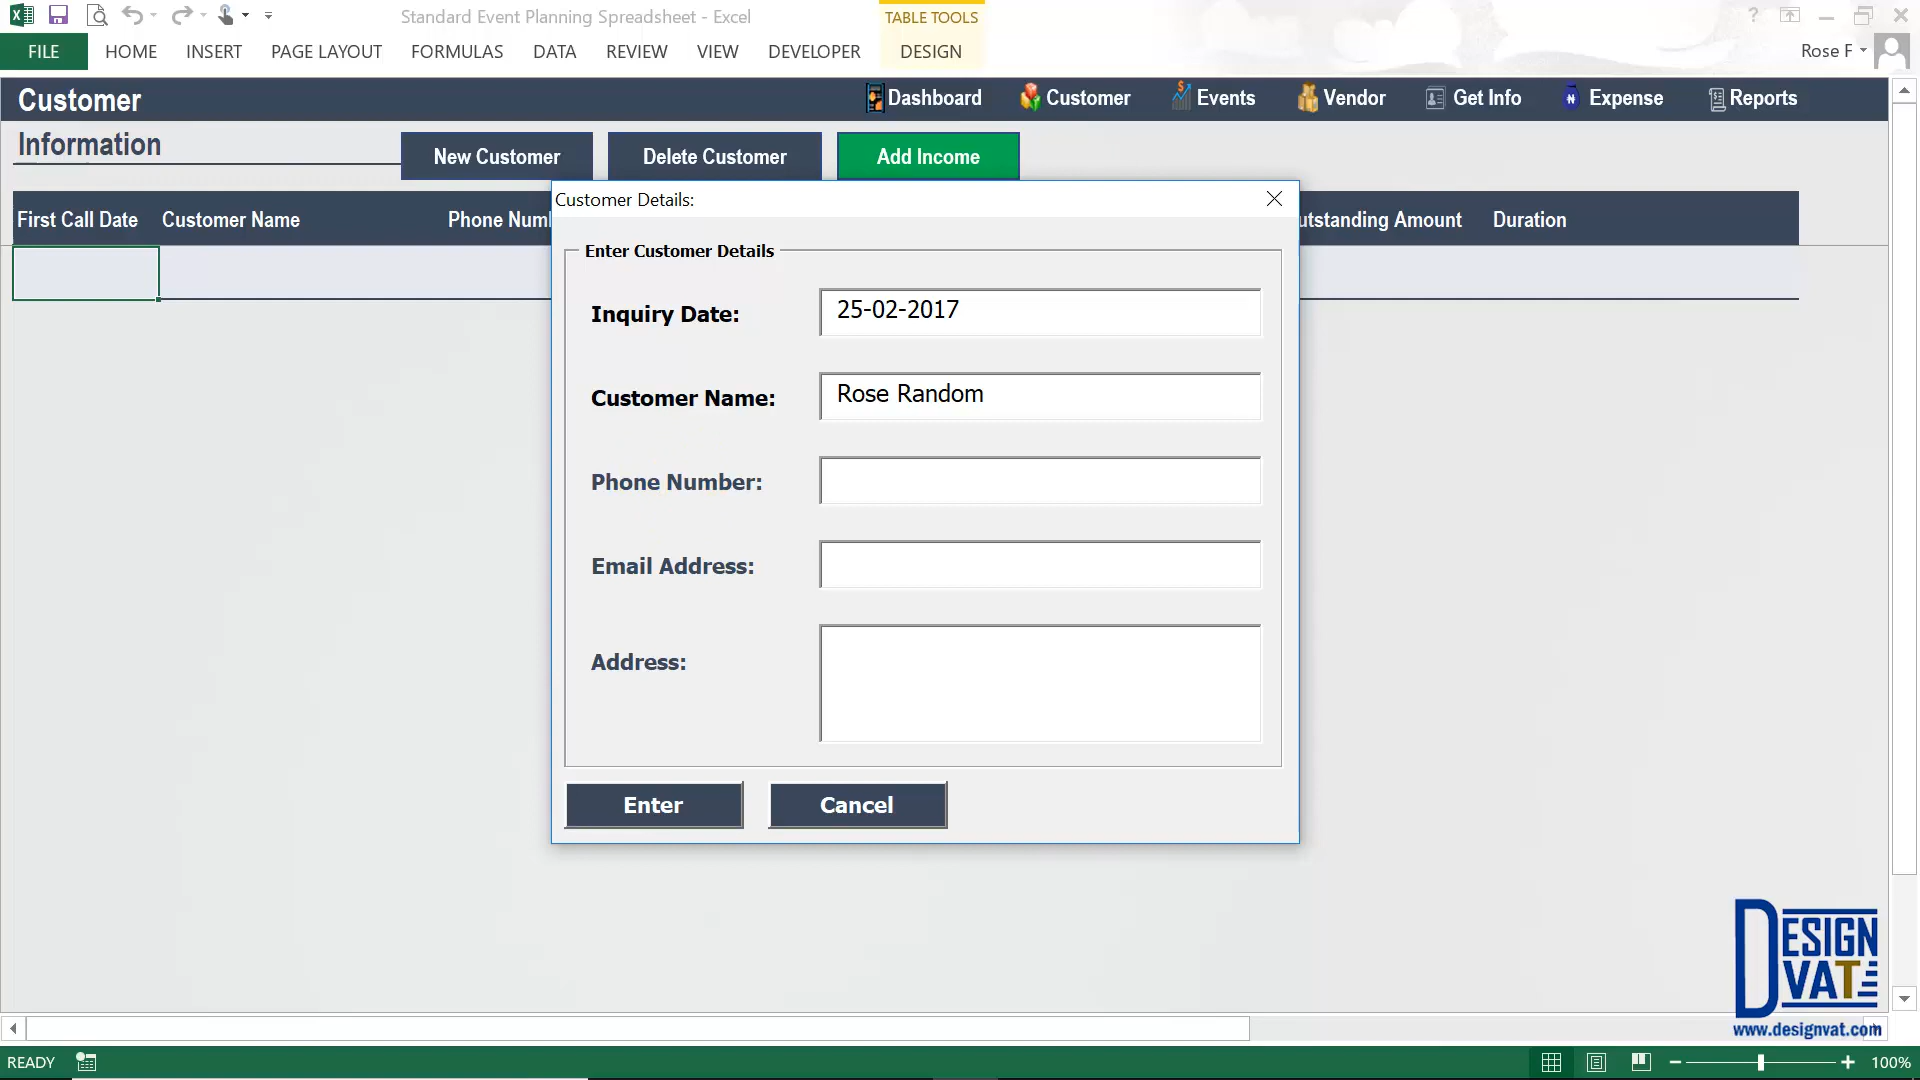 Standard Event Planning Spreadsheet - Excel
TABLE TOOLS
?
FILE
HOME
INSERT
PAGE LAYOUT
FORMULAS
DATA
REVIEW
VIEW
DEVELOPER
DESIGN
Rose F
Customer
Dashboard
Customer
Events
Vendor
Get Info
Expense
Reports
Information
New Customer
Delete Customer
Add Income
First Call Date
Customer Name
Phone Num
utstanding Amount
Duration
Customer Details:
Enter Customer Details
Inquiry Date:
25-02-2017
Customer Name:
Rose Random
Phone Number:
Email Address:
Address:
Enter
Cancel
DESIGN
VATE
www.designvat.com
READY
100%